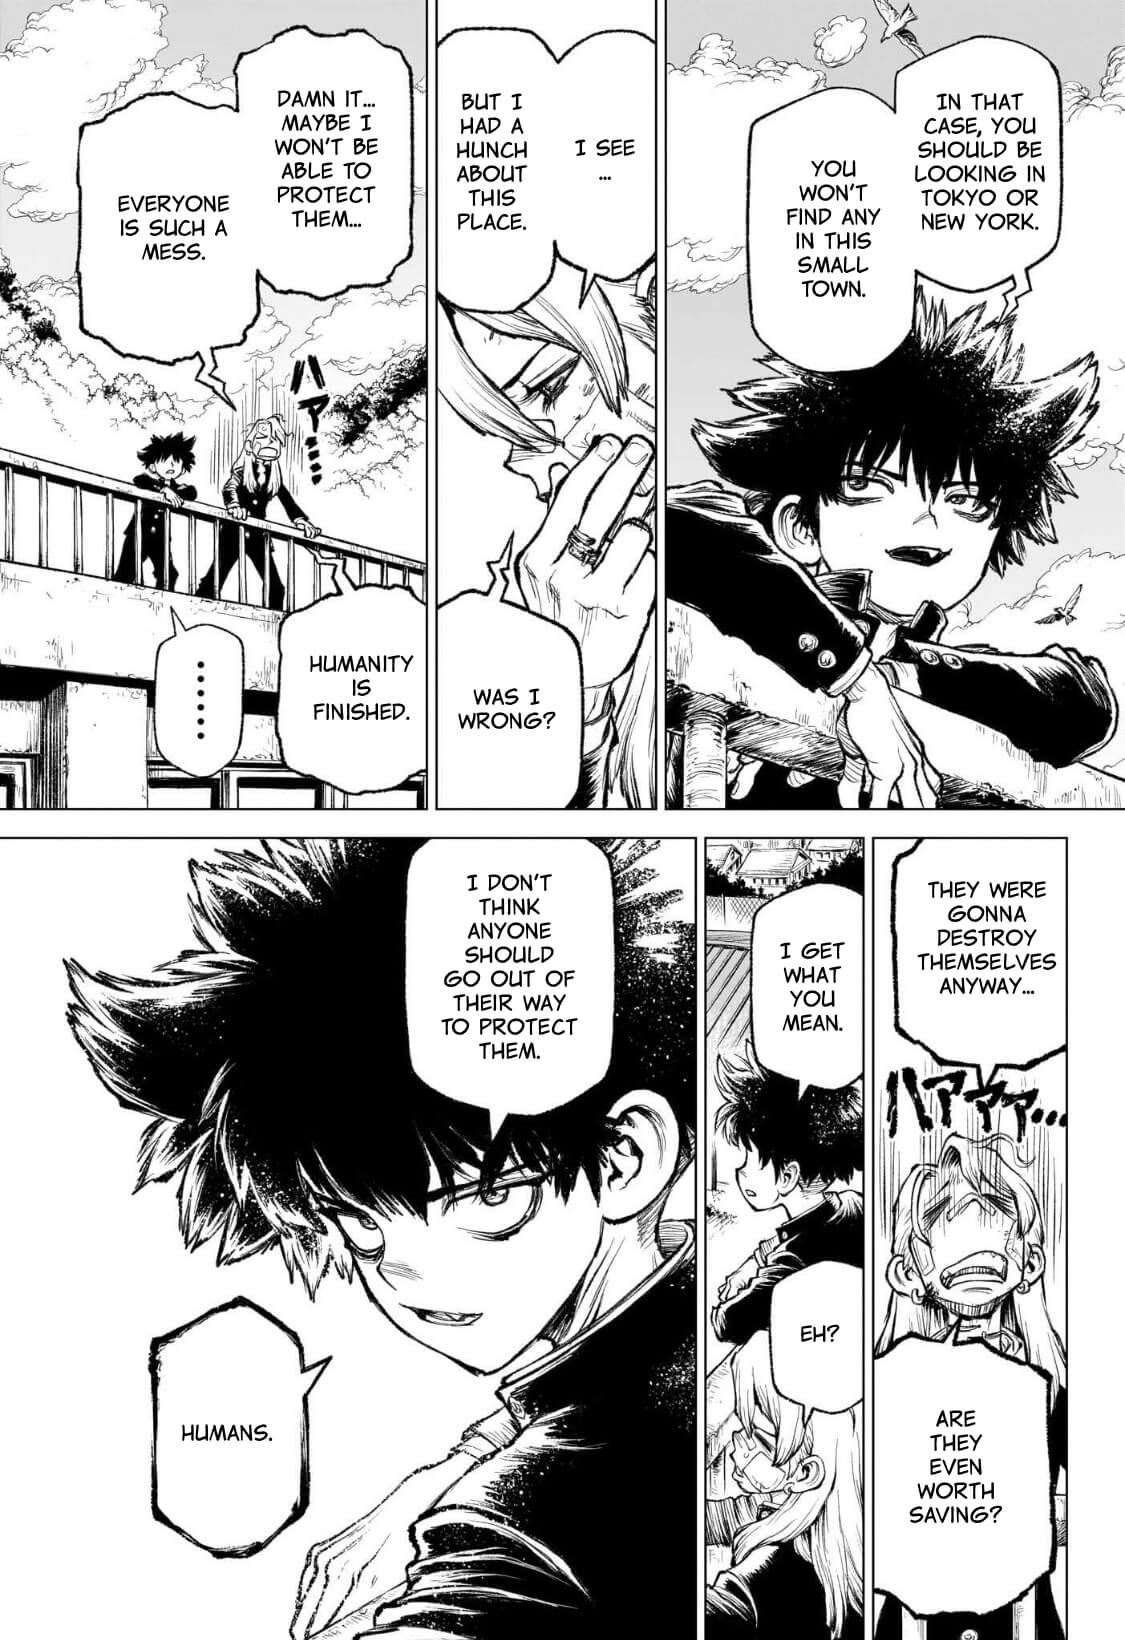 IN THAT
CASE, YOU
SHOULD BE
LOOKING IN
TOKYO OR
NEW YORK.
YOU
WON'T
FIND ANY
IN THIS
SMALL
TOWN.
I SEE
...
BUT I
HAD A
HUNCH
ABOUT
THIS
PLACE.
WAS I
WRONG?
DAMN IT...
MAYBE I
WON'T BE
ABLE TO
PROTECT
THEM...
EVERYONE
IS SUCH A
MESS.
ハァ…
HUMANITY
IS
FINISHED.
......
THEY WERE
GONNA
DESTROY
THEMSELVES
ANYWAY...
ハァァァ…
ARE
THEY
EVEN
WORTH
SAVING?
I GET
WHAT
YOU
MEAN.
EH?
I DON'T
THINK
ANYONE
SHOULD
GO OUT OF
THEIR WAY
TO PROTECT
THEM.
HUMANS.